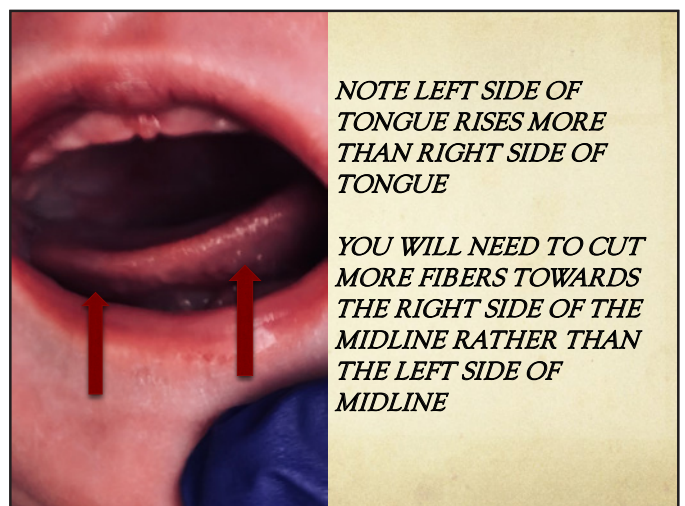 NOTE LEFT SIDE OF
TONGUE RISES MORE
THAN RIGHT SIDE OF
TONGUE
YOU WILL NEED TO CUT
MORE FIBERS TOWARDS
THE RIGHT SIDE OF THE
MIDLINE RATHER THAN
THE LEFT SIDE OF
MIDLINE